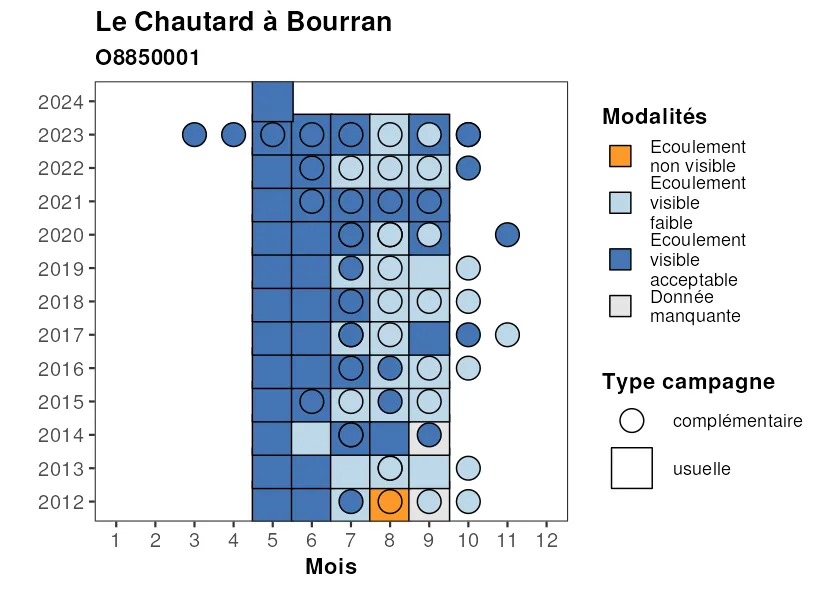 Le Chautard à Bourran
O8850001
2024
2023
2022
2021
2020
2019
2018
2017
2016
2015
2014
2013
2012
1 2 3 4 5 6 7 8 9 10 11 12
Mois
Modalités
Ecoulement
non visible
Ecoulement
visible
faible
Ecoulement
visible
acceptable
Donnée
manquante
Type campagne
complémentaire
usuelle